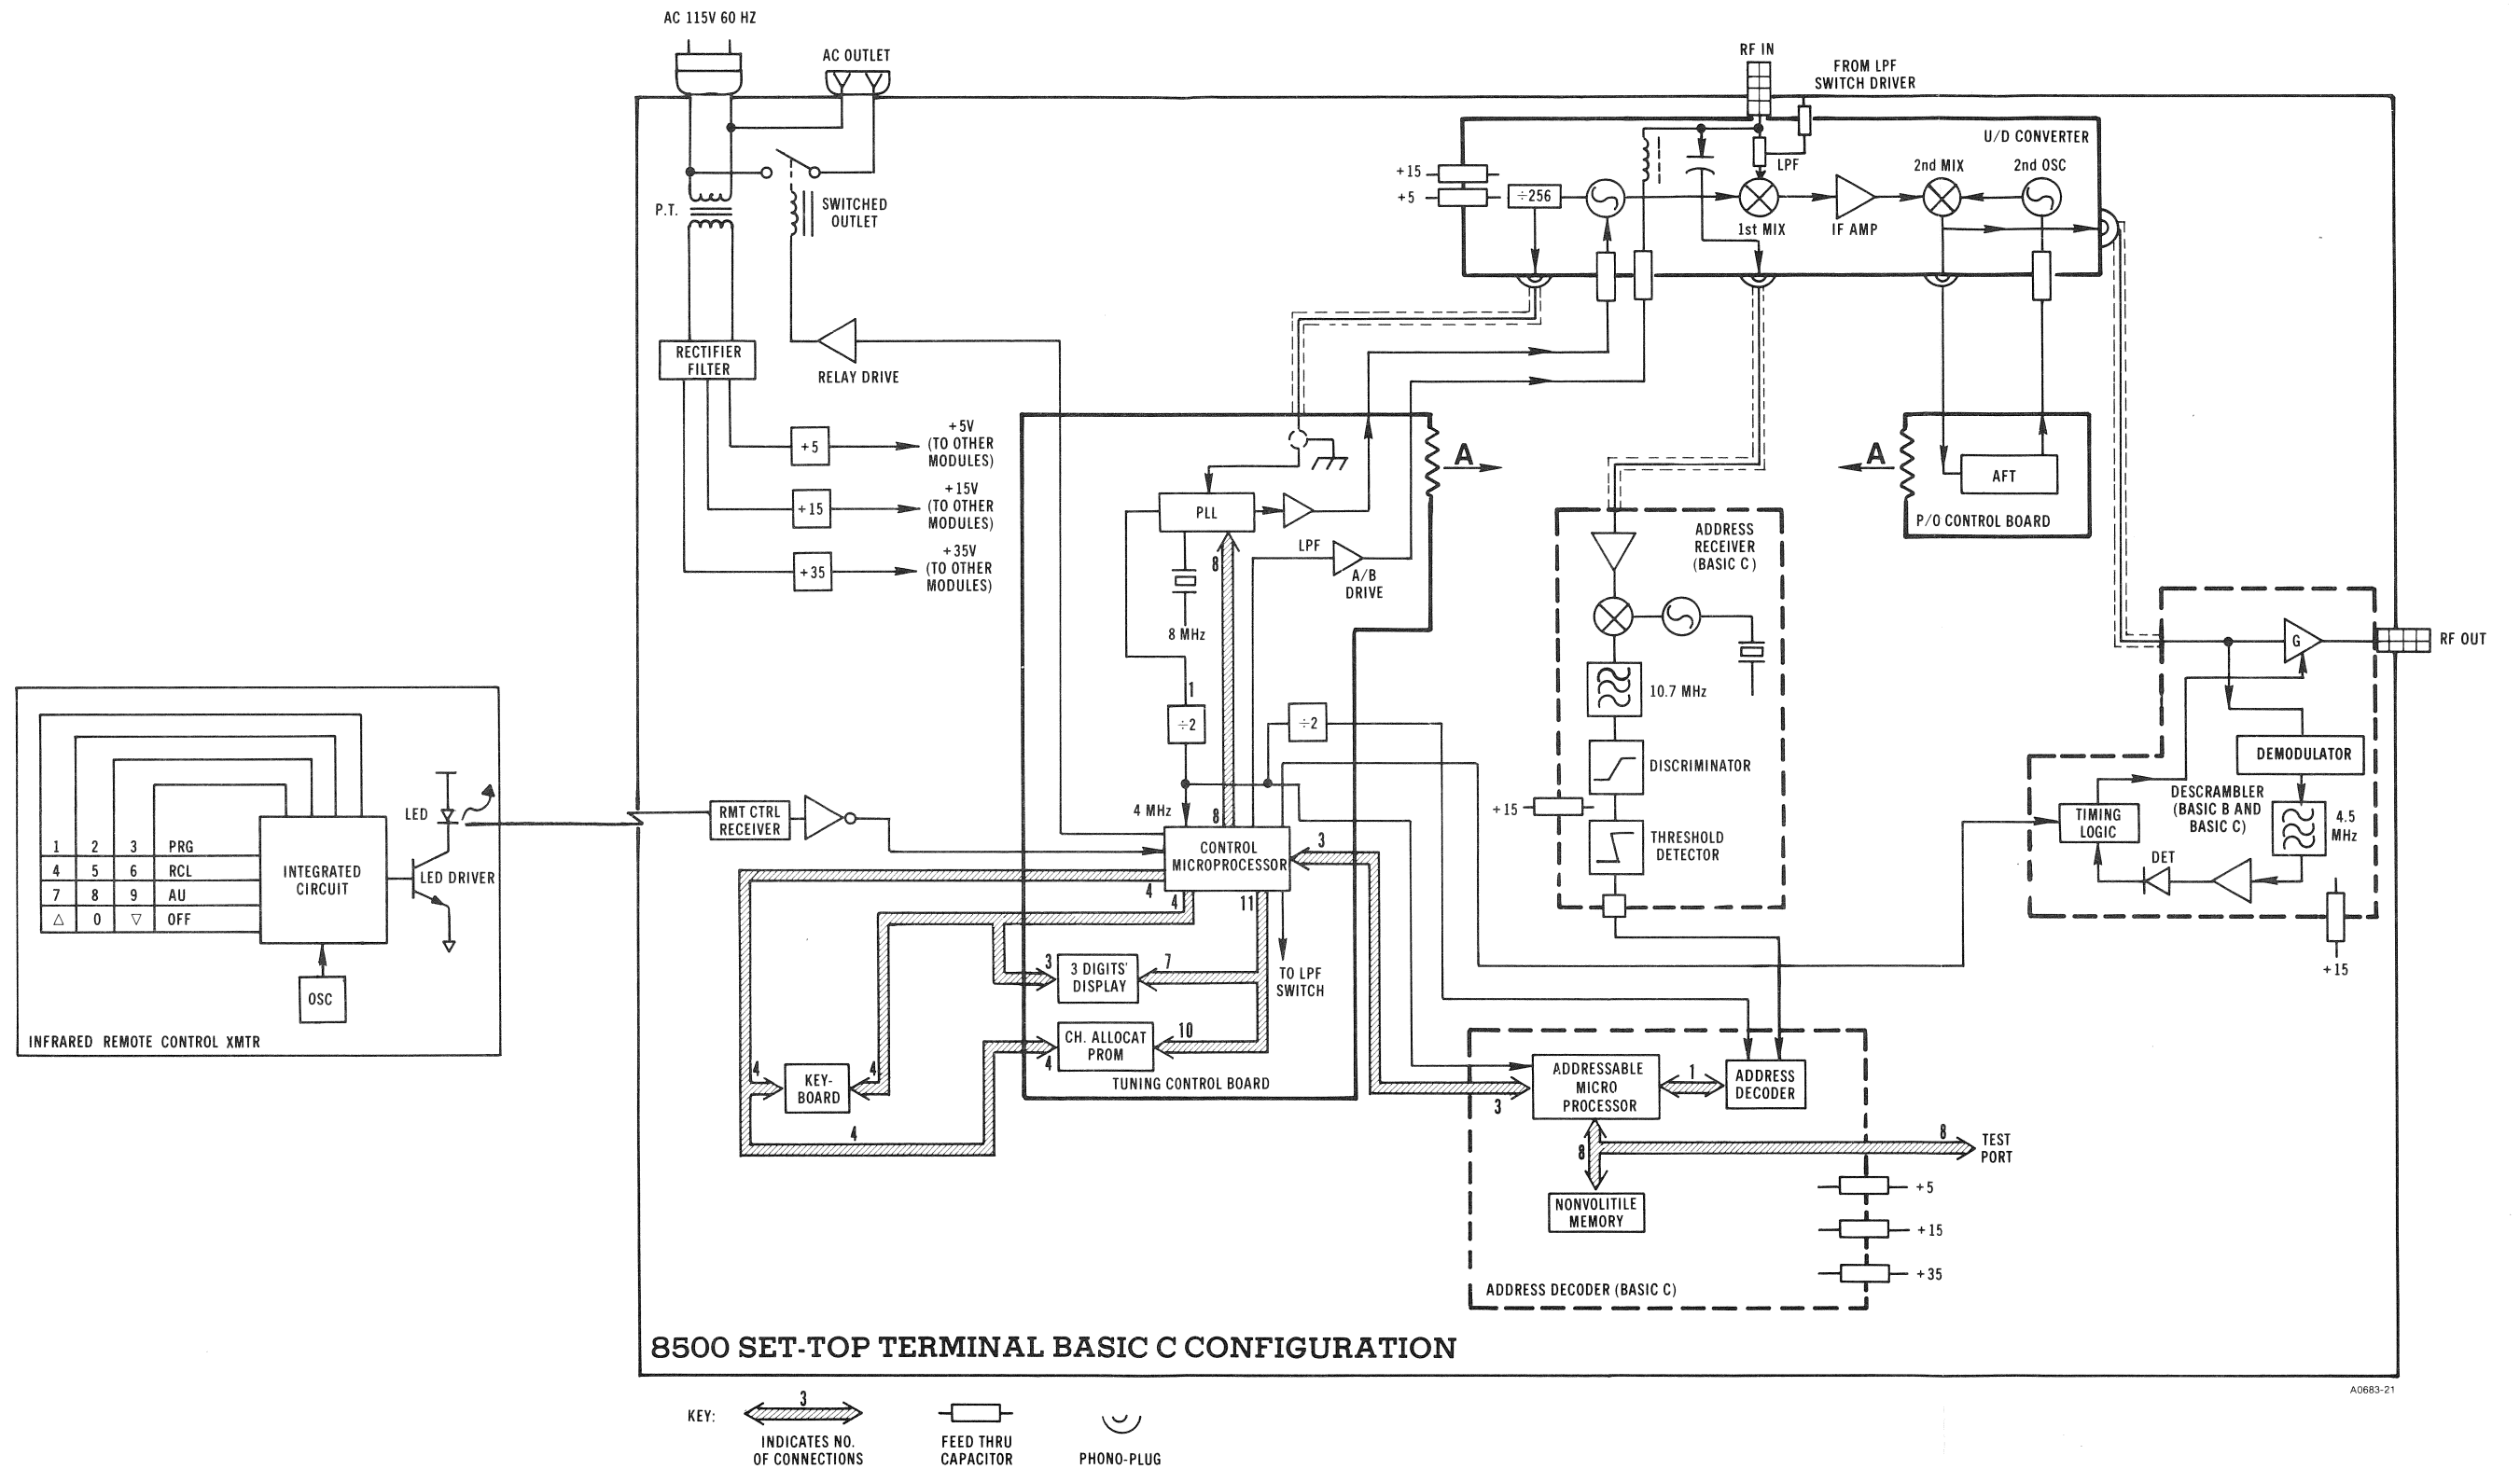 AC 115V 60 HZ
AC OUTLET
P.T.
SWITCHED
OUTLET
RECTIFIER
FILTER
RELAY DRIVE
+5
+5V
(TO OTHER
MODULES)
+15
+15V
(TO OTHER
MODULES)
+35
+35V
(TO OTHER
MODULES)
RF IN
FROM LPF
SWITCH DRIVER
U/D CONVERTER
+15
+5
÷256
LPF
1st MIX
IF AMP
2nd MIX
2nd OSC
A
A
AFT
P/O CONTROL BOARD
PLL
8
LPF
A/B
DRIVE
8 MHz
1
÷2
÷2
4 MHz
8
CONTROL
MICROPROCESSOR
3
4
4
11
3
3 DIGITS'
DISPLAY
7
TO LPF
SWITCH
10
CH. ALLOCAT
PROM
4
TUNING CONTROL BOARD
4
KEY-
BOARD
4
4
RMT CTRL
RECEIVER
1 2 3 PRG
4 5 6 RCL
7 8 9 AU
△ 0 ▽ OFF
INTEGRATED
CIRCUIT
LED
LED DRIVER
OSC
INFRARED REMOTE CONTROL XMTR
ADDRESS
RECEIVER
(BASIC C)
10.7 MHz
DISCRIMINATOR
+15
THRESHOLD
DETECTOR
G
RF OUT
DEMODULATOR
DESCRAMBLER
(BASIC B AND
BASIC C)
TIMING
LOGIC
4.5
MHz
DET
+15
ADDRESSABLE
MICRO
PROCESSOR
3
1
ADDRESS
DECODER
8
8
TEST
PORT
NONVOLITILE
MEMORY
+5
+15
+35
ADDRESS DECODER (BASIC C)
8500 SET-TOP TERMINAL BASIC C CONFIGURATION
A0683-21
KEY:
3
INDICATES NO.
OF CONNECTIONS
FEED THRU
CAPACITOR
PHONO-PLUG